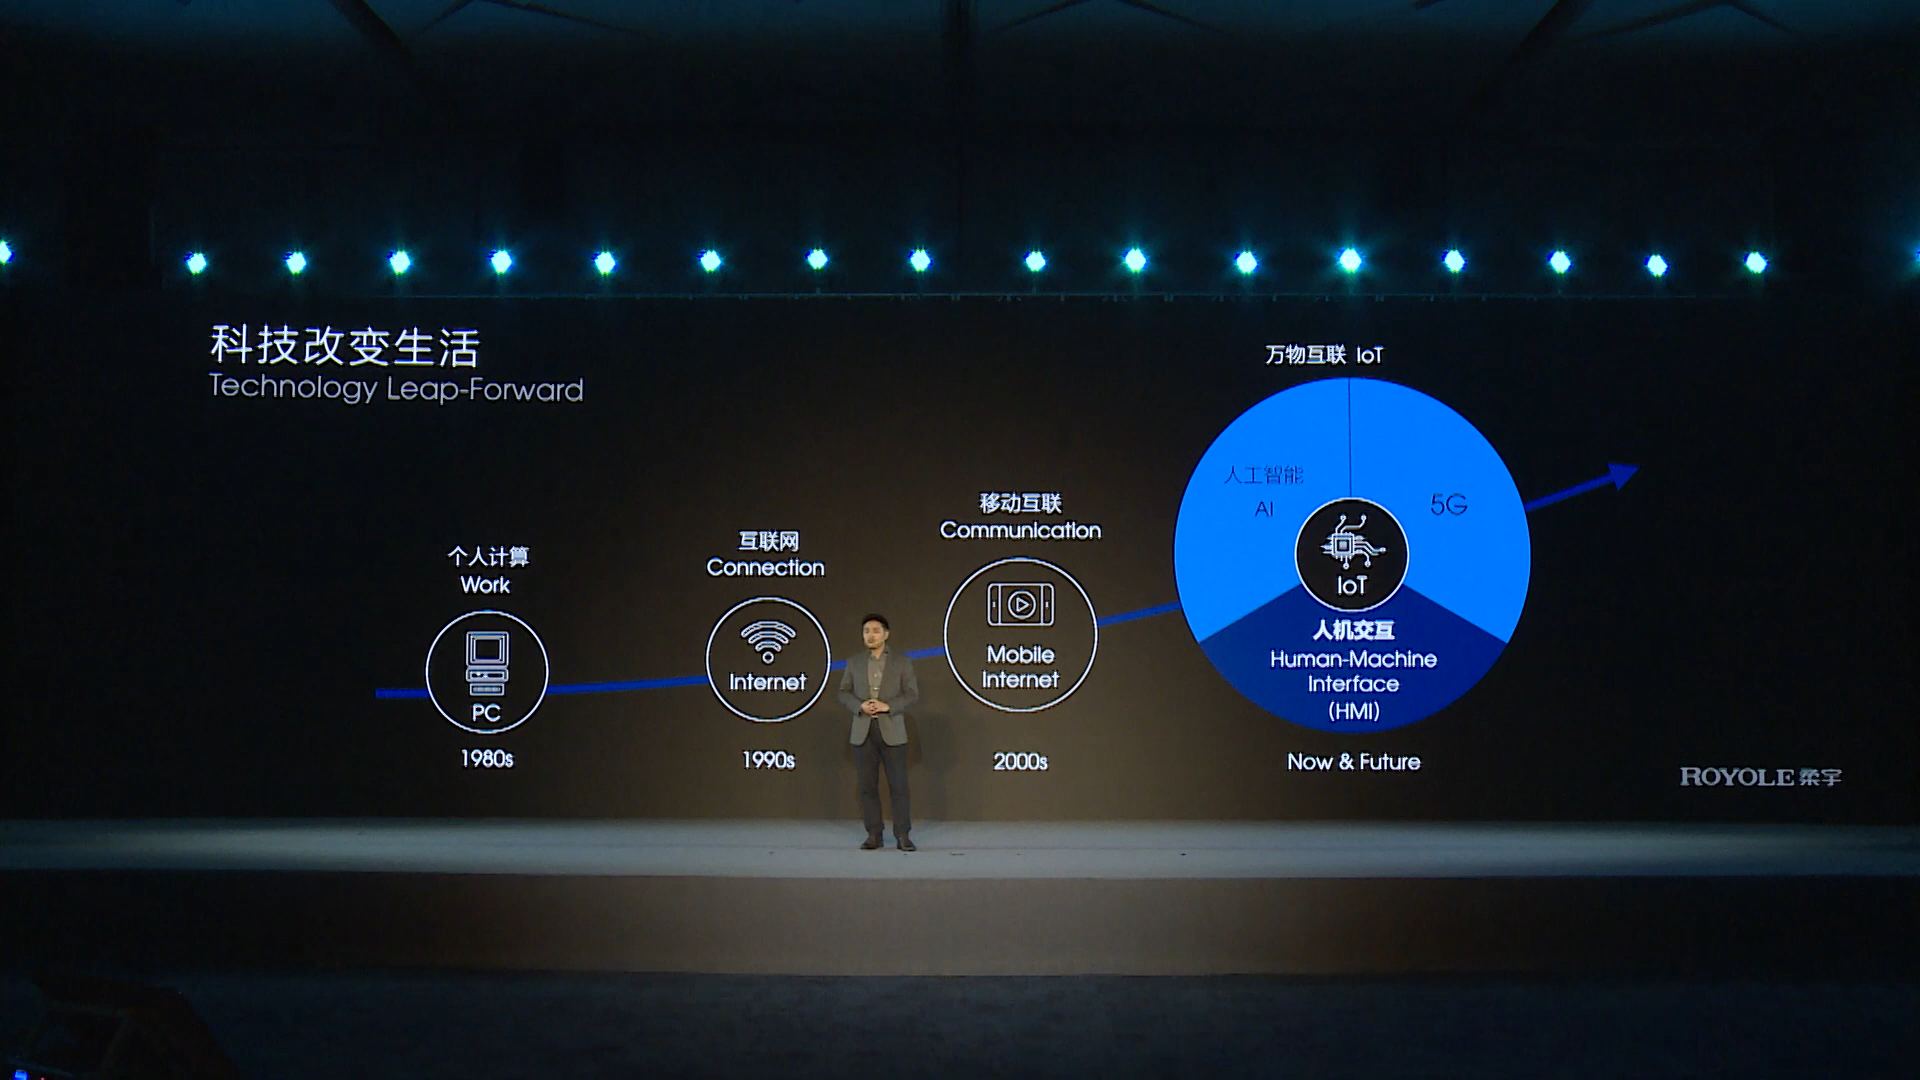 科技改变生活
Technology Leap-Forward
个人计算
Work
PC
1980s
互联网
Connection
Internet
1990s
移动互联
Communication
Mobile
Internet
2000s
万物互联 IoT
人工智能
AI
5G
IoT
人机交互
Human-Machine
Interface
(HMI)
Now & Future
ROYOLE 柔宇